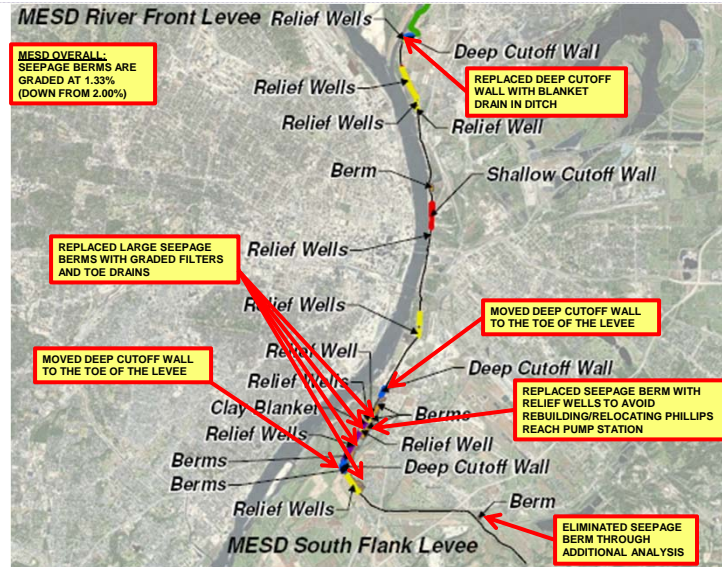 MESD River Front Levee
Relief Wells
MESD OVERALL:
SEEPAGE BERMS ARE
GRADED AT 1.33%
(DOWN FROM 2.00%)
Deep Cutoff Wall
REPLACED DEEP CUTOFF
WALL WITH BLANKET
DRAIN IN DITCH
Relief Wells
Relief Wells
Relief Well
Berm
Shallow Cutoff Wall
REPLACED LARGE SEEPAGE
BERMS WITH GRADED FILTERS
AND TOE DRAINS
Relief Wells
Relief Wells
MOVED DEEP CUTOFF WALL
TO THE TOE OF THE LEVEE
Relief Well
MOVED DEEP CUTOFF WALL
TO THE TOE OF THE LEVEE
Deep Cutoff Wall
Relief Wells
REPLACED SEEPAGE BERM WITH
RELIEF WELLS TO AVOID
REBUILDING/RELOCATING PHILLIPS
REACH PUMP STATION
Clay Blanket
Berms
Relief Wells
Relief Well
Berms
Deep Cutoff Wall
Berms
Relief Wells
Berm
ELIMINATED SEEPAGE
BERM THROUGH
ADDITIONAL ANALYSIS
MESD South Flank Levee